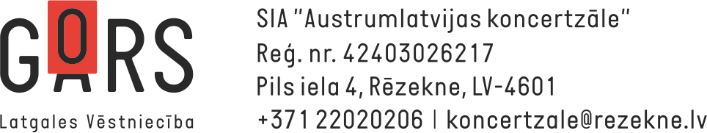 GORS
Latgales Vēstniecība
SIA "Austrumlatvijas koncertzāle"
Reģ. nr. 42403026217
Pils iela 4, Rēzekne, LV-4601
+371 22020206 | koncertzale@rezekne.lv